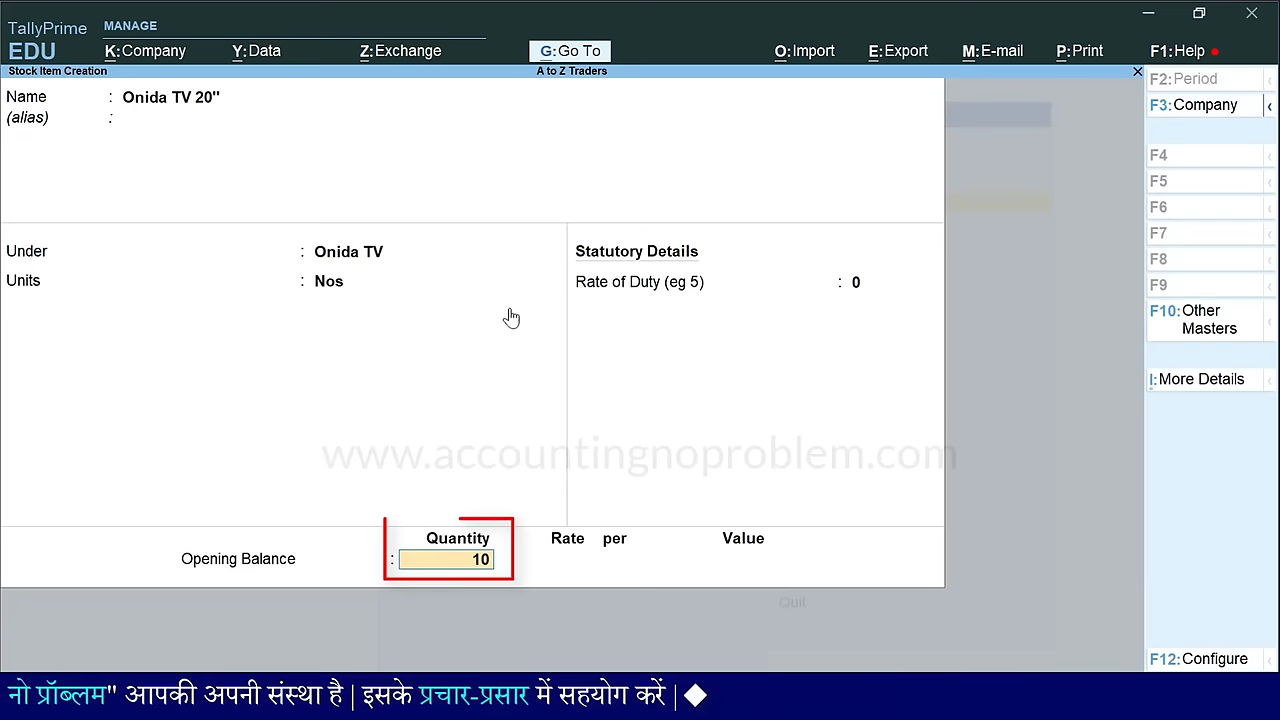 TallyPrime
EDU
MANAGE
K:Company Y:Data Z:Exchange G:Go To O:Import E:Export M:E-mail P:Print F1:Help
Stock Item Creation A to Z Traders
Name : Onida TV 20"
(alias) :
Under : Onida TV
Units : Nos
Statutory Details
Rate of Duty (eg 5) : 0
www.accountingnoproblem.com
Quantity Rate per Value
Opening Balance : 10
Quit
F2:Period
F3:Company
F4
F5
F6
F7
F8
F9
F10:Other
Masters
I:More Details
F12:Configure
नो प्रॉब्लम" आपकी अपनी संस्था है | इसके प्रचार-प्रसार में सहयोग करें |